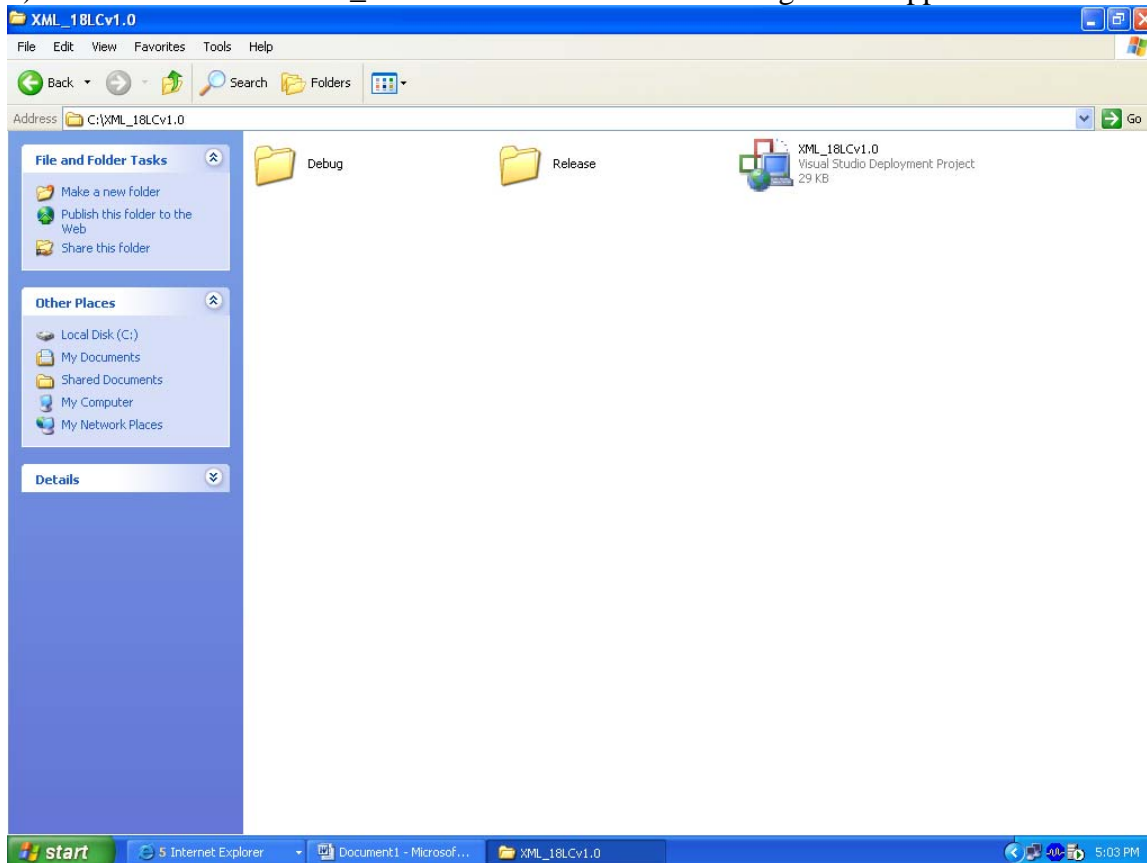 XML_18LCv1.0
File Edit View Favorites Tools Help
Back Search Folders
Address C:\XML_18LCv1.0 Go
File and Folder Tasks
Make a new folder
Publish this folder to the
Web
Share this folder
Other Places
Local Disk (C:)
My Documents
Shared Documents
My Computer
My Network Places
Details
Debug
Release
XML_18LCv1.0
Visual Studio Deployment Project
29 KB
start 5 Internet Explorer Document1 - Microsof... XML_18LCv1.0 5:03 PM